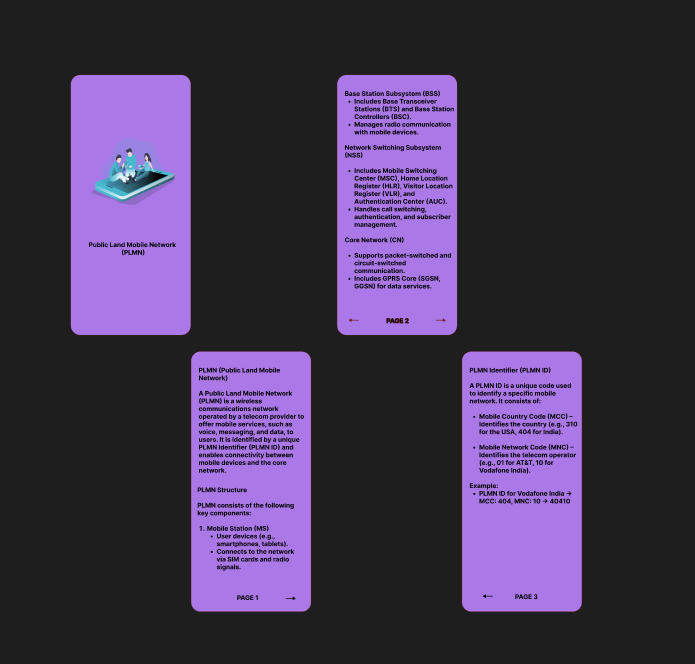 Public Land Mobile Network
(PLMN)
PLMN (Public Land Mobile
Network)
A Public Land Mobile Network
(PLMN) is a wireless
communications network
operated by a telecom provider to
offer mobile services, such as
voice, messaging, and data, to
users. It is identified by a unique
PLMN Identifier (PLMN ID) and
enables connectivity between
mobile devices and the core
network.
PLMN Structure
PLMN consists of the following
key components:
1. Mobile Station (MS)
• User devices (e.g.,
smartphones, tablets).
• Connects to the network
via SIM cards and radio
signals.
PAGE 1 →
Base Station Subsystem (BSS)
• Includes Base Transceiver
Stations (BTS) and Base Station
Controllers (BSC).
• Manages radio communication
with mobile devices.
Network Switching Subsystem
(NSS)
• Includes Mobile Switching
Center (MSC), Home Location
Register (HLR), Visitor Location
Register (VLR), and
Authentication Center (AUC).
• Handles call switching,
authentication, and subscriber
management.
Core Network (CN)
• Supports packet-switched and
circuit-switched
communication.
• Includes GPRS Core (SGSN,
GGSN) for data services.
← PAGE 2 →
PLMN Identifier (PLMN ID)
A PLMN ID is a unique code used
to identify a specific mobile
network. It consists of:
• Mobile Country Code (MCC) –
Identifies the country (e.g., 310
for the USA, 404 for India).
• Mobile Network Code (MNC) –
Identifies the telecom operator
(e.g., 01 for AT&T, 10 for
Vodafone India).
Example:
• PLMN ID for Vodafone India →
MCC: 404, MNC: 10 → 40410
← PAGE 3